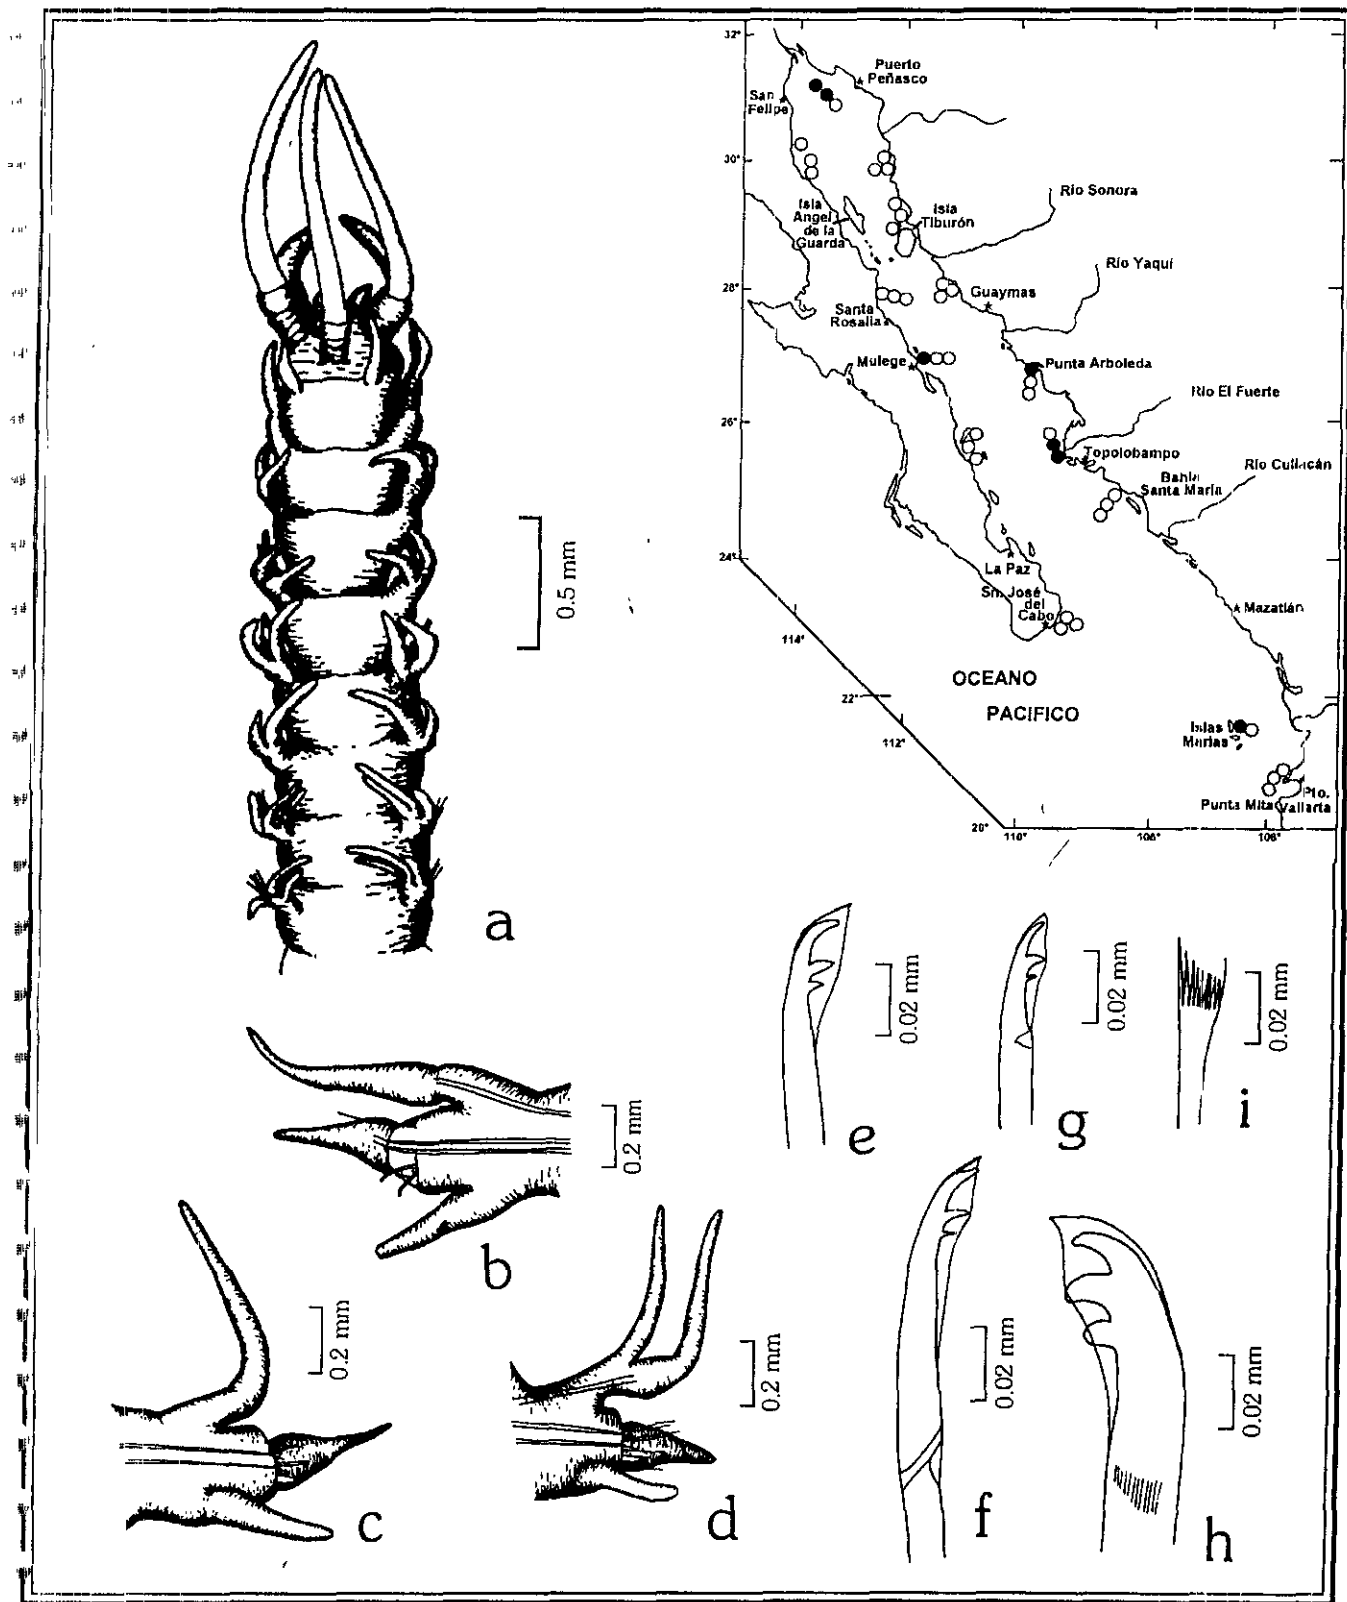 32°
Puerto
Peñasco
San
Felipe
30°
Isla
Angel
de la
Guarda
Isla
Tiburón
Río Sonora
Río Yaqui
28°
Guaymas
Santa
Rosalia
Mulege
Punta Arboleda
Río El Fuerte
26°
Topolobampo
Río Culiacán
Bahía
Santa María
24°
La Paz
Sn. José
del
Cabo
Mazatlán
114°
OCEANO
PACIFICO
22°
112°
Islas
Marías
Pto.
Punta Mita
Vallarta
20°
110°
108°
106°
0.5 mm
a
0.02 mm
e
0.02 mm
g
0.02 mm
i
0.2 mm
b
0.2 mm
c
0.2 mm
d
0.02 mm
f
0.02 mm
h